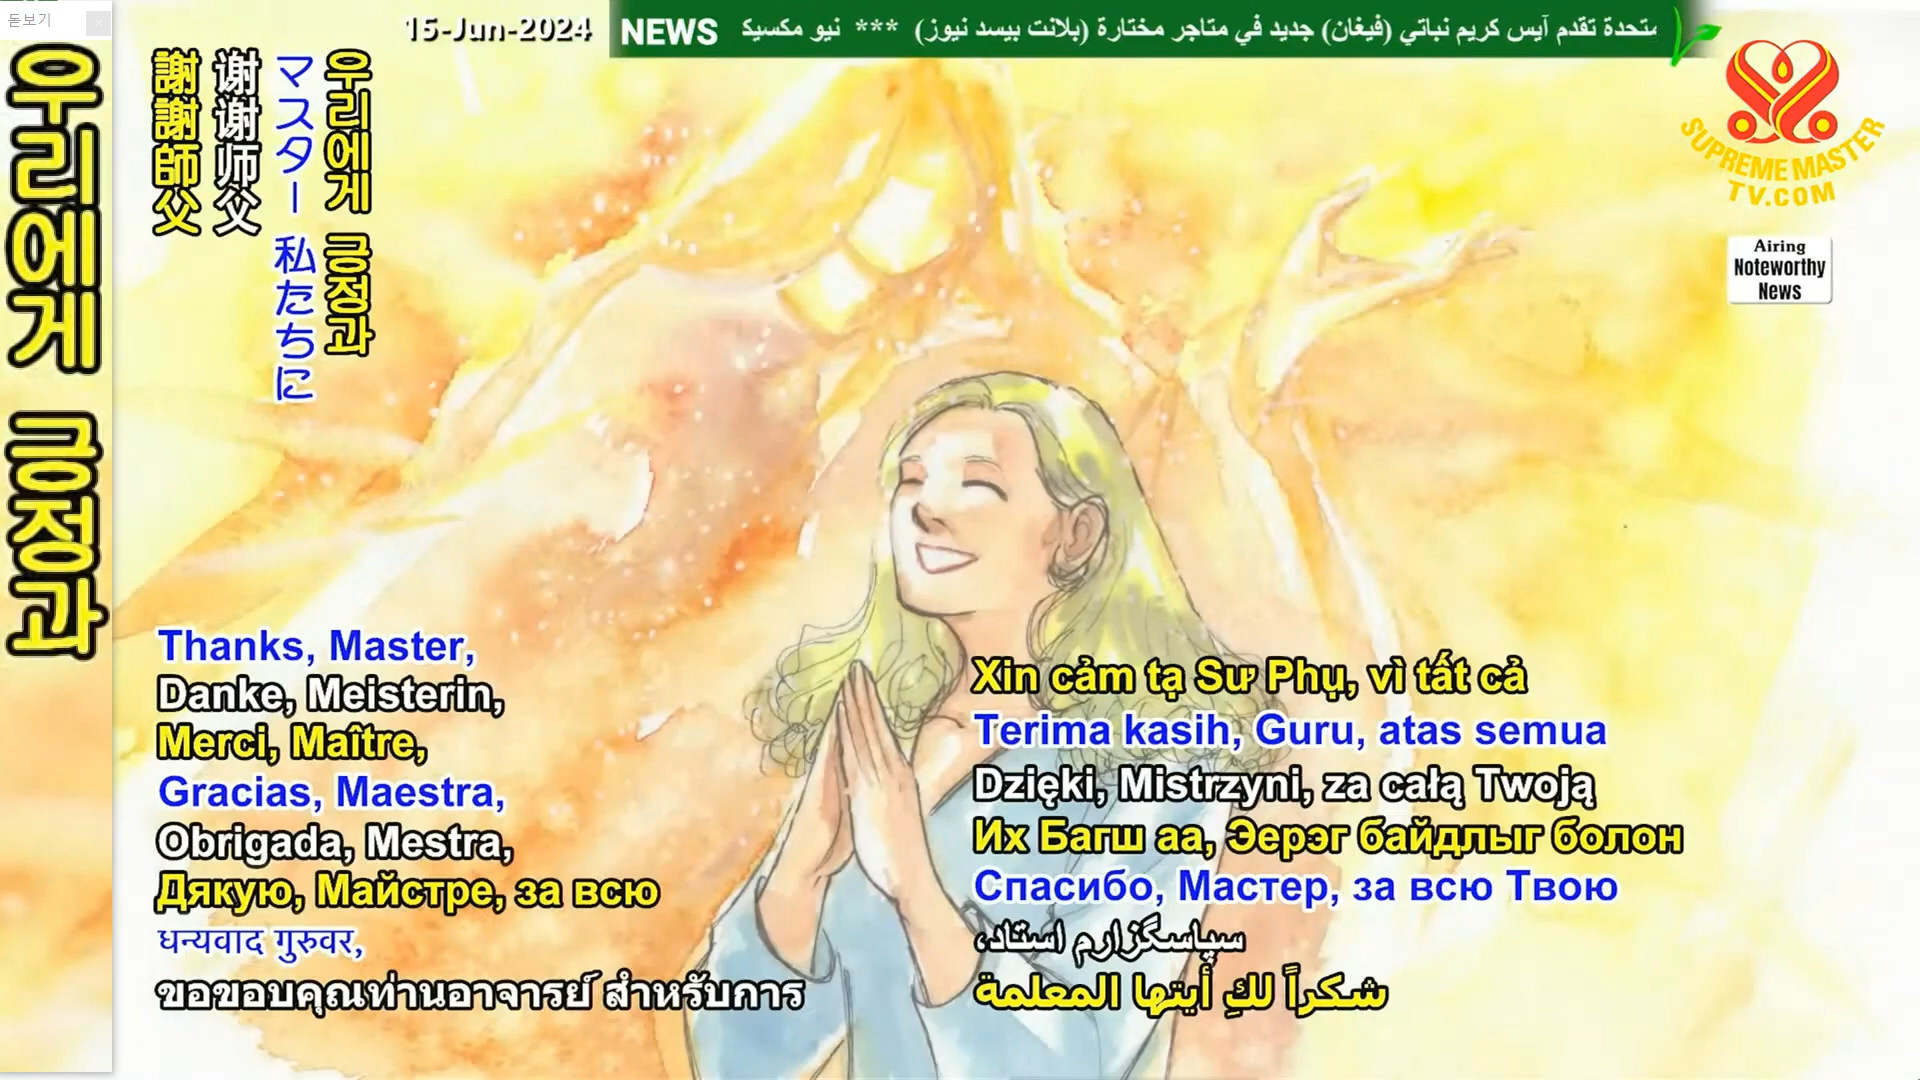 돋보기
우리에게 긍정과
15-Jun-2024
NEWS
متحدة تقدم آيس كريم نباتي (فيغان) جديد في متاجر مختارة (بلانت بيسد نيوز) *** نيو مكسيك
SUPREME MASTER
TV.COM
Airing
Noteworthy
News
우리에게 긍정과
マスター 私たちに
谢谢师父
謝謝師父
Thanks, Master,
Danke, Meisterin,
Merci, Maître,
Gracias, Maestra,
Obrigada, Mestra,
Дякую, Майстре, за всю
धन्यवाद गुरुवर,
ขอขอบคุณท่านอาจารย์ สำหรับการ
Xin cảm tạ Sư Phụ, vì tất cả
Terima kasih, Guru, atas semua
Dzięki, Mistrzyni, za całą Twoją
Их Багш аа, Эерэг байдлыг болон
Спасибо, Мастер, за всю Твою
سپاسگزارم استاد،
شكراً لكِ أيتها المعلمة